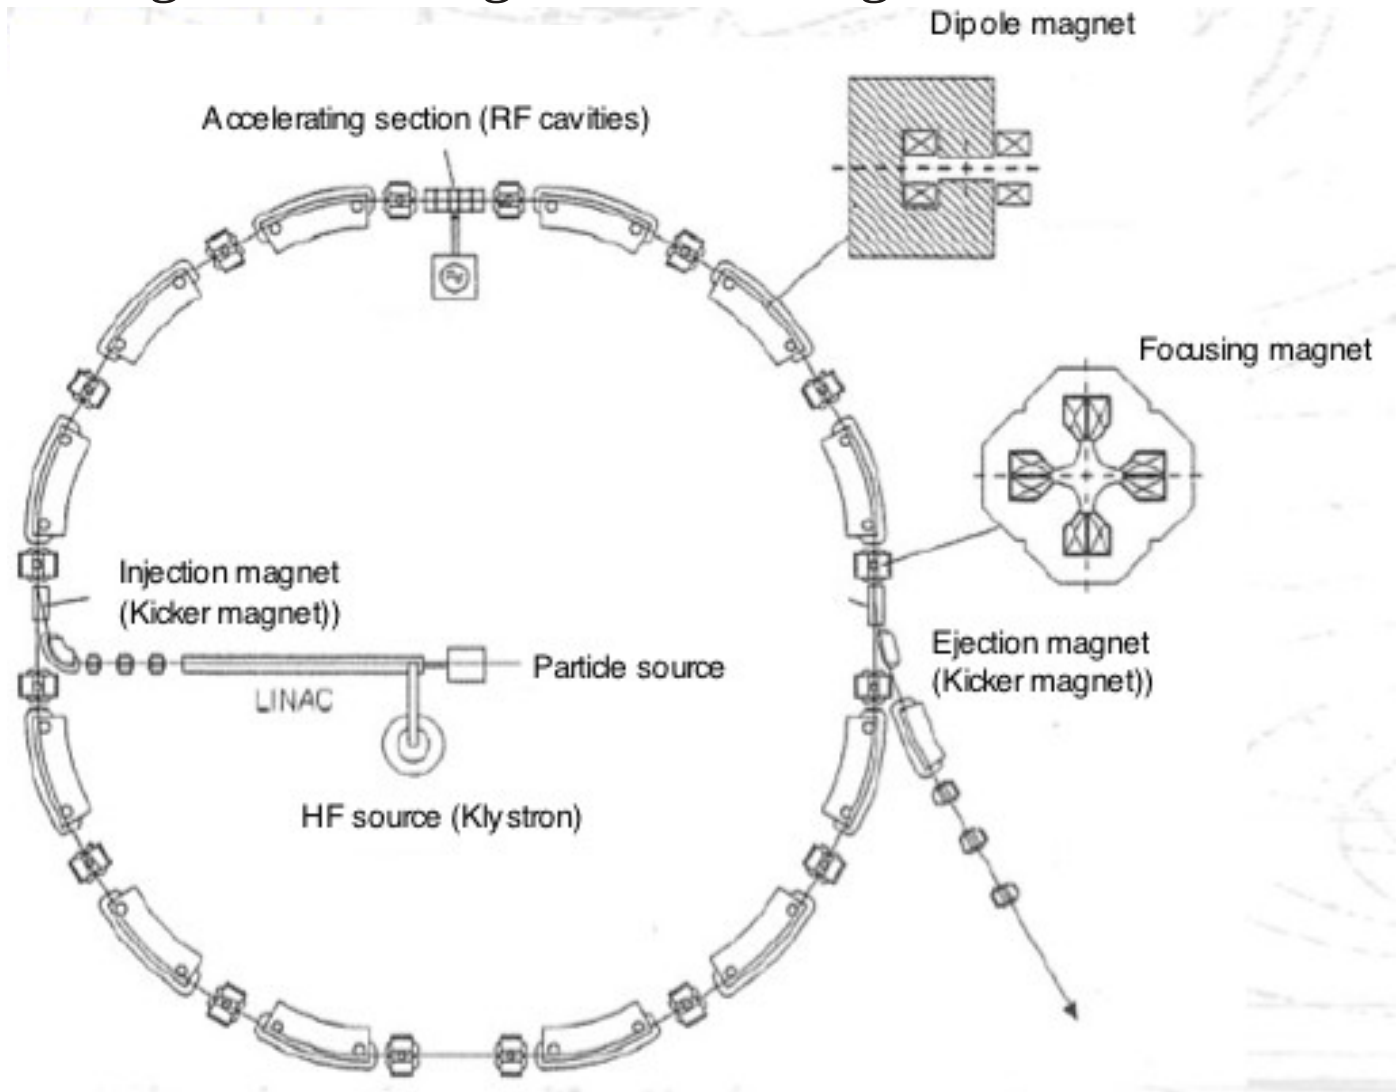 Dipole magnet
Accelerating section (RF cavities)
Focusing magnet
Injection magnet
(Kicker magnet))
Particle source
LINAC
Ejection magnet
(Kicker magnet))
HF source (Klystron)